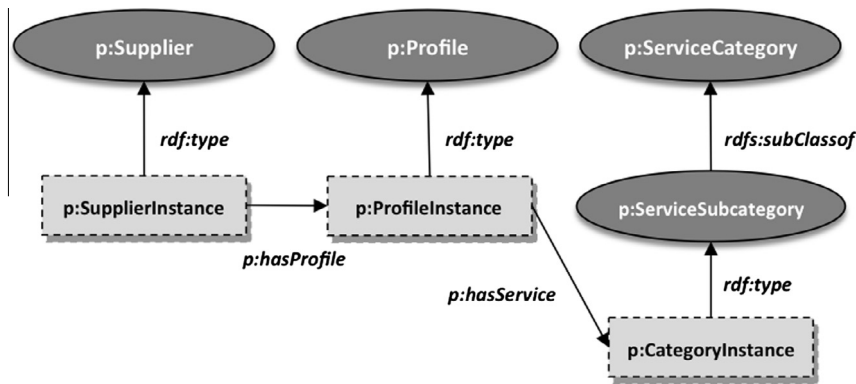 p:Supplier
p:Profile
p:ServiceCategory
rdf:type
rdf:type
rdfs:subClassof
p:SupplierInstance
p:ProfileInstance
p:ServiceSubcategory
p:hasProfile
p:hasService
rdf:type
p:CategoryInstance